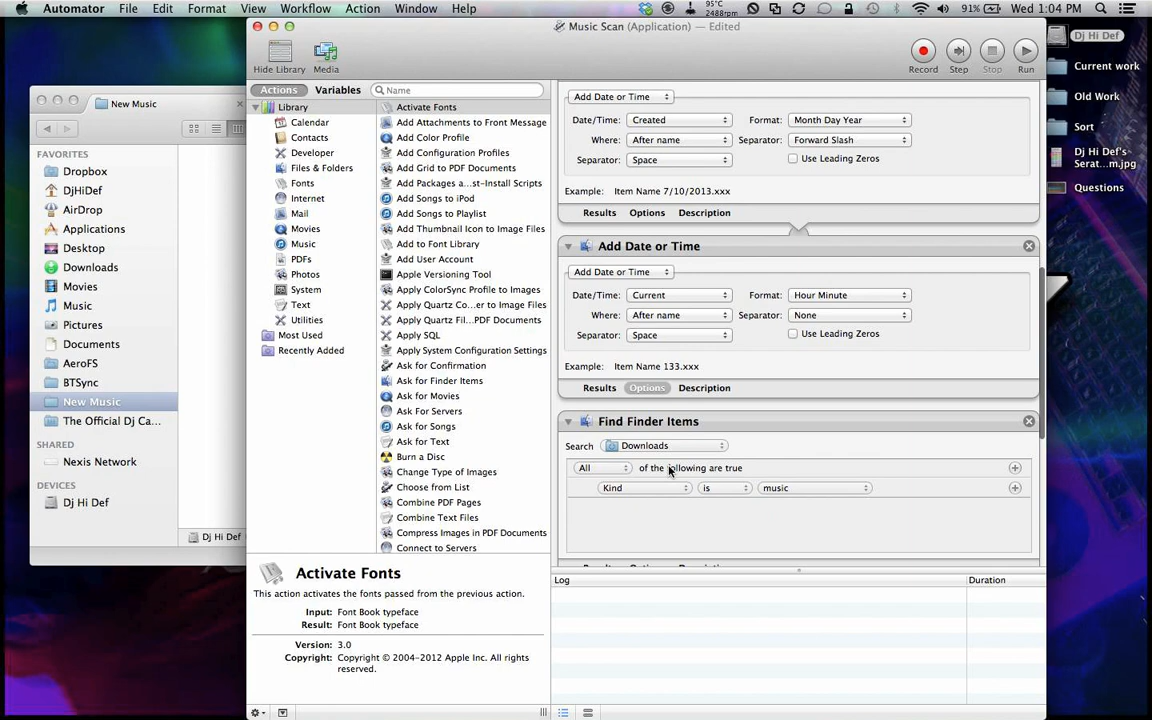 Automator File Edit Format View Workflow Action Window Help 95°C 2488rpm 91% Wed 1:04 PM
Music Scan (Application) — Edited
Hide Library Media Record Step Stop Run
Actions Variables Name
New Music
FAVORITES
Dropbox
DjHiDef
AirDrop
Applications
Desktop
Downloads
Movies
Music
Pictures
Documents
AeroFS
BTSync
New Music
The Official Dj Ca...
SHARED
Nexis Network
DEVICES
Dj Hi Def
Dj Hi Def
Library
Calendar
Contacts
Developer
Files & Folders
Fonts
Internet
Mail
Movies
Music
PDFs
Photos
System
Text
Utilities
Most Used
Recently Added
Activate Fonts
Add Attachments to Front Message
Add Color Profile
Add Configuration Profiles
Add Grid to PDF Documents
Add Packages a...st-Install Scripts
Add Songs to iPod
Add Songs to Playlist
Add Thumbnail Icon to Image Files
Add to Font Library
Add User Account
Apple Versioning Tool
Apply ColorSync Profile to Images
Apply Quartz Co...er to Image Files
Apply Quartz Fil...PDF Documents
Apply SQL
Apply System Configuration Settings
Ask for Confirmation
Ask for Finder Items
Ask for Movies
Ask For Servers
Ask for Songs
Ask for Text
Burn a Disc
Change Type of Images
Choose from List
Combine PDF Pages
Combine Text Files
Compress Images in PDF Documents
Connect to Servers
Activate Fonts
This action activates the fonts passed from the previous action.
Input: Font Book typeface
Result: Font Book typeface
Version: 3.0
Copyright: Copyright © 2004-2012 Apple Inc. All rights
reserved.
Add Date or Time
Date/Time: Created Format: Month Day Year
Where: After name Separator: Forward Slash
Separator: Space Use Leading Zeros
Example: Item Name 7/10/2013.xxx
Results Options Description
Add Date or Time
Add Date or Time
Date/Time: Current Format: Hour Minute
Where: After name Separator: None
Separator: Space Use Leading Zeros
Example: Item Name 133.xxx
Results Options Description
Find Finder Items
Search Downloads
All of the following are true
Kind is music
Results Options Description
Log Duration
Dj Hi Def
Current work
Old Work
Sort
Dj Hi Def's
Serat...m.jpg
Questions